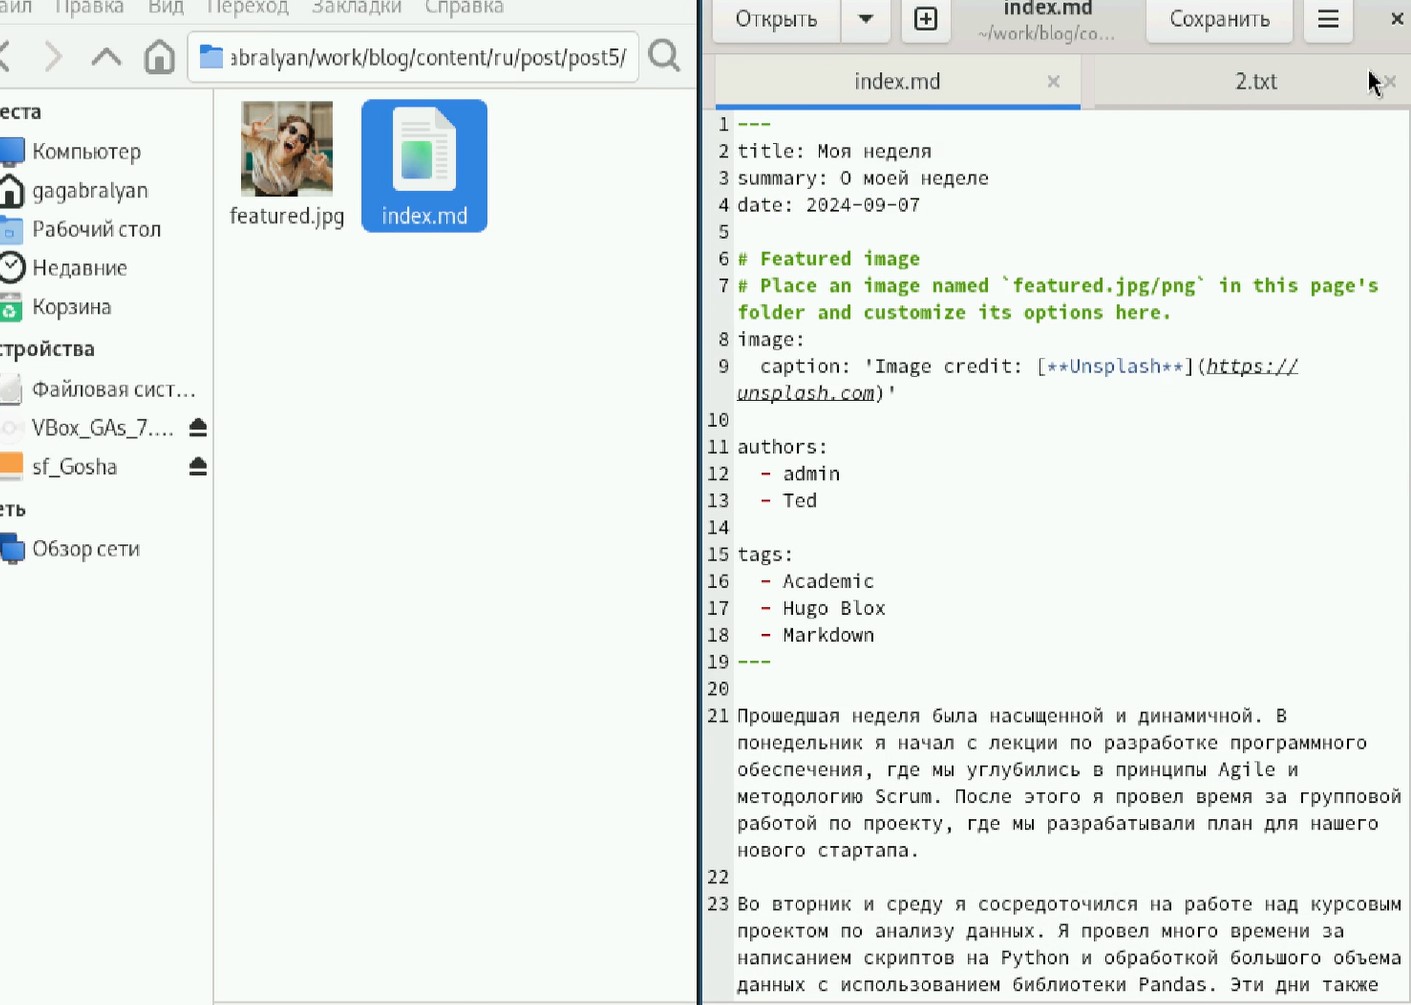 Правка Вид Переход Закладки Справка
abralyan/work/blog/content/ru/post/post5/
Компьютер
gagabralyan
Рабочий стол
Недавние
Корзина
Файловая сист...
VBox_GAs_7....
sf_Gosha
Обзор сети
featured.jpg
index.md
Открыть
index.md
~/work/blog/co...
Сохранить
index.md
2.txt
1 ---
2 title: Моя неделя
3 summary: О моей неделе
4 date: 2024-09-07
5
6 # Featured image
7 # Place an image named `featured.jpg/png` in this page's
folder and customize its options here.
8 image:
9   caption: 'Image credit: [**Unsplash**](https://
unsplash.com)'
10
11 authors:
12   - admin
13   - Ted
14
15 tags:
16   - Academic
17   - Hugo Blox
18   - Markdown
19 ---
20
21 Прошедшая неделя была насыщенной и динамичной. В
понедельник я начал с лекции по разработке программного
обеспечения, где мы углубились в принципы Agile и
методологию Scrum. После этого я провел время за групповой
работой по проекту, где мы разрабатывали план для нашего
нового стартапа.
22
23 Во вторник и среду я сосредоточился на работе над курсовым
проектом по анализу данных. Я провел много времени за
написанием скриптов на Python и обработкой большого объема
данных с использованием библиотеки Pandas. Эти дни также